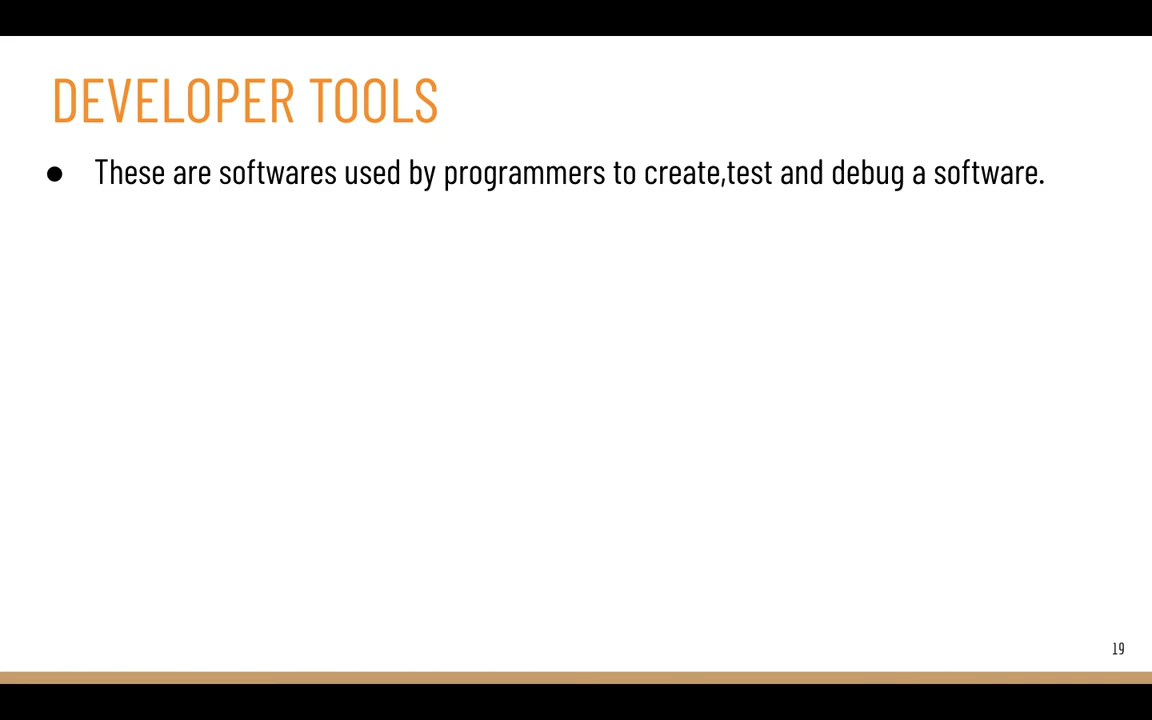 DEVELOPER TOOLS
● These are softwares used by programmers to create,test and debug a software.
19